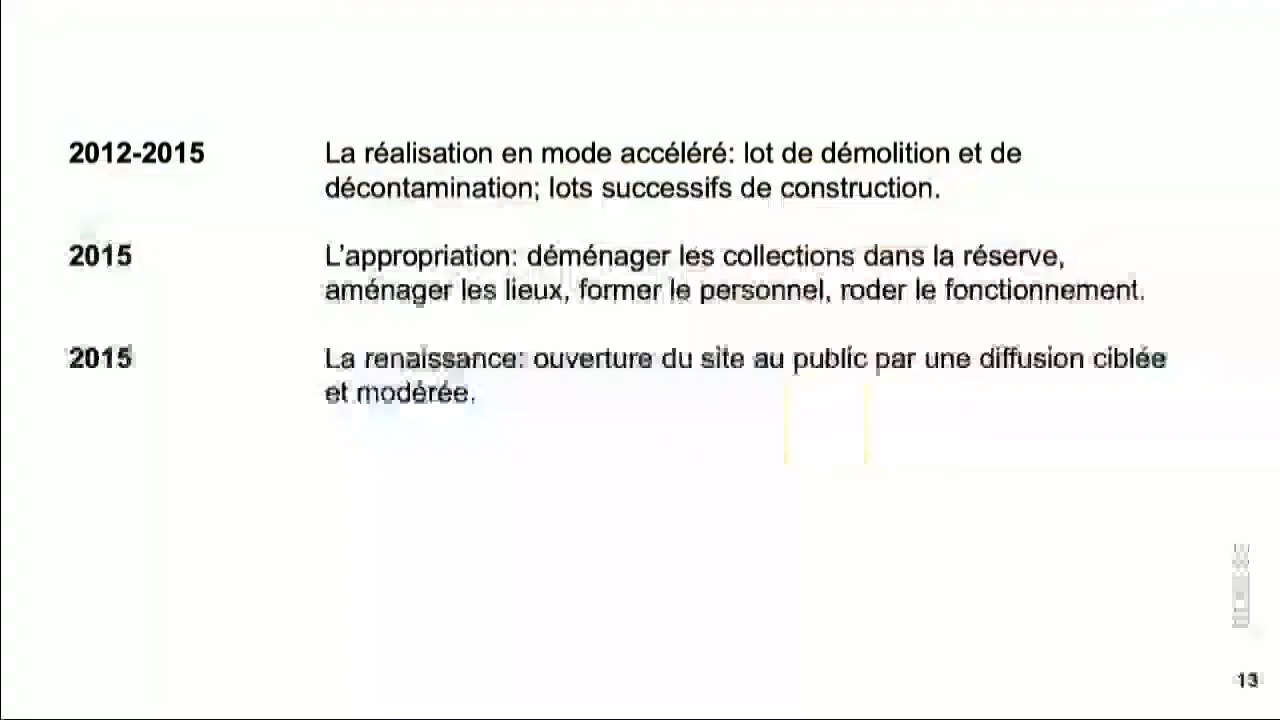 2012-2015 La réalisation en mode accéléré: lot de démolition et de
décontamination; lots successifs de construction.
2015 L'appropriation: déménager les collections dans la réserve,
aménager les lieux, former le personnel, roder le fonctionnement.
2015 La renaissance: ouverture du site au public par une diffusion ciblée
et modérée.
13